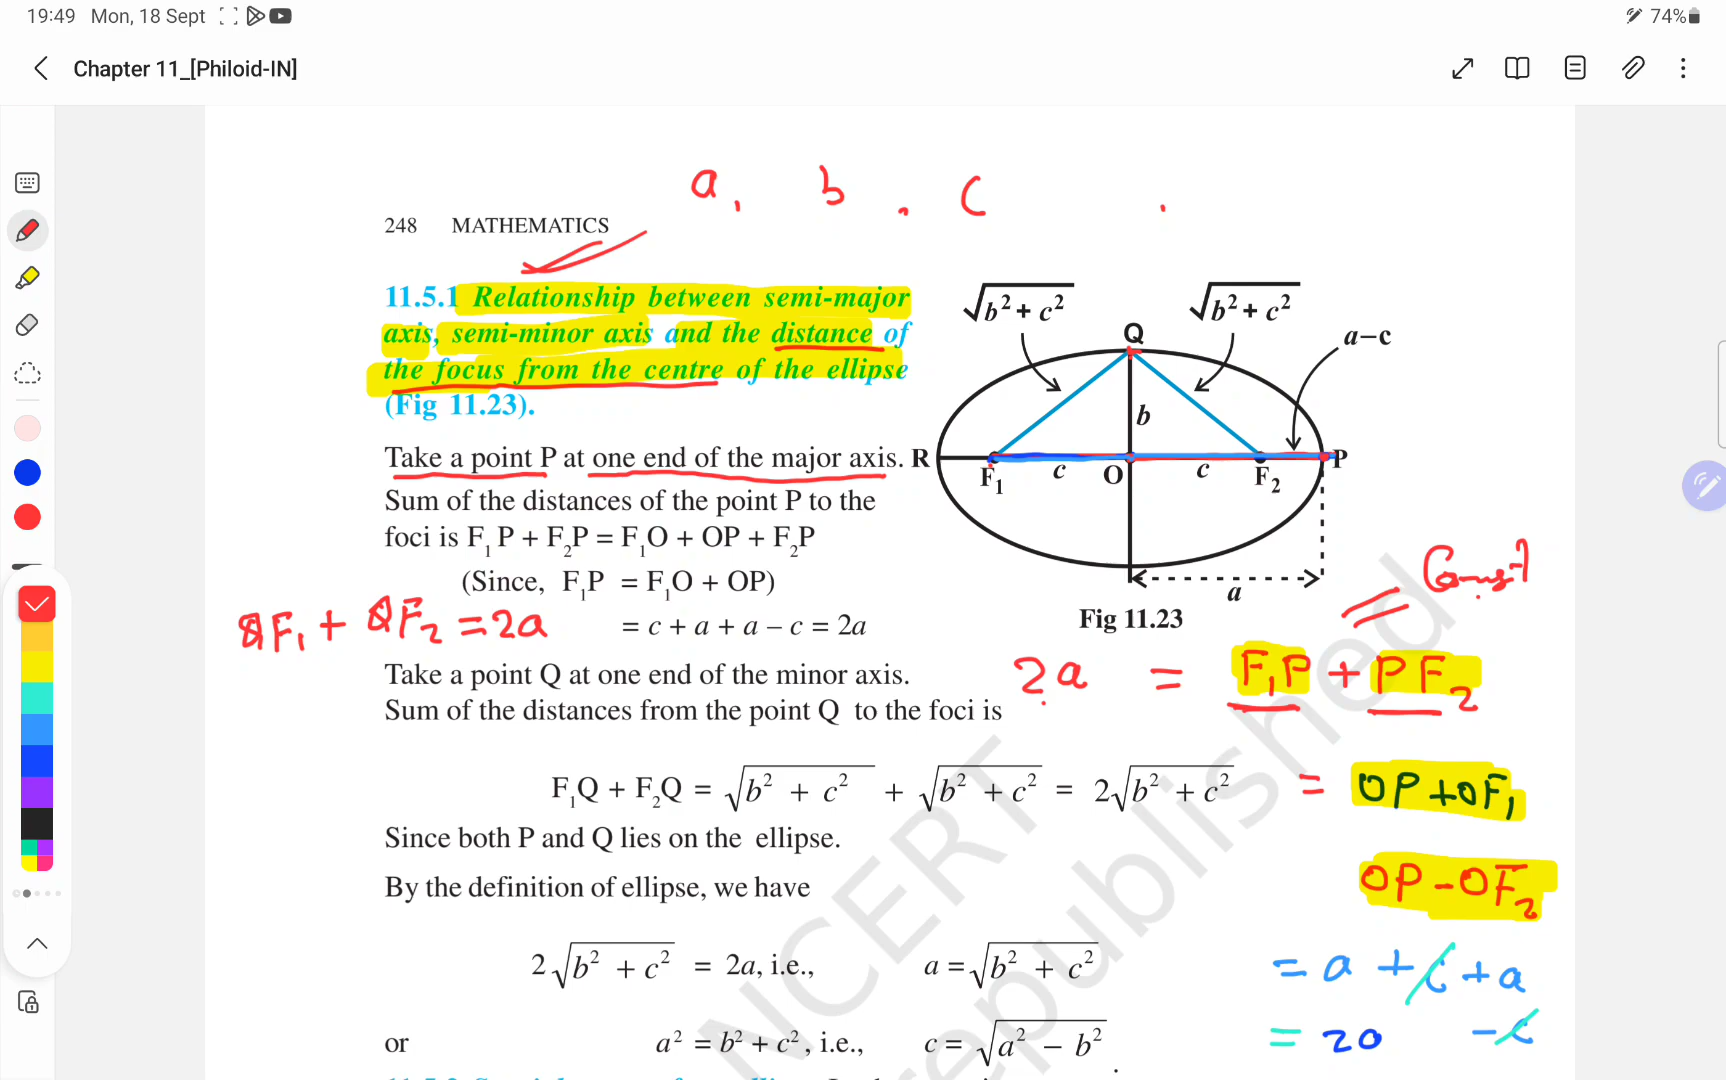 19:49 Mon, 18 Sept
74%
Chapter 11_[Philoid-IN]
a, b, c
248 MATHEMATICS
11.5.1 Relationship between semi-major
axis, semi-minor axis and the distance of
the focus from the centre of the ellipse
(Fig 11.23).
Take a point P at one end of the major axis.
Sum of the distances of the point P to the
foci is F₁ P + F₂P = F₁O + OP + F₂P
(Since, F₁P = F₁O + OP)
= c + a + a – c = 2a
QF₁ + QF₂ = 2a
Take a point Q at one end of the minor axis.
Sum of the distances from the point Q to the foci is
F₁Q + F₂Q = √(b² + c²) + √(b² + c²) = 2√(b² + c²)
Since both P and Q lies on the ellipse.
By the definition of ellipse, we have
2√(b² + c²) = 2a, i.e., a = √(b² + c²)
or a² = b² + c², i.e., c = √(a² − b²).
√(b² + c²) √(b² + c²)
Q
a–c
b
R F₁ c O c F₂ P
a
Fig 11.23
2a = F₁P + PF₂
= OP + OF₁
OP - OF₂
= a + c + a
- c
= 2a
NCERT
republished